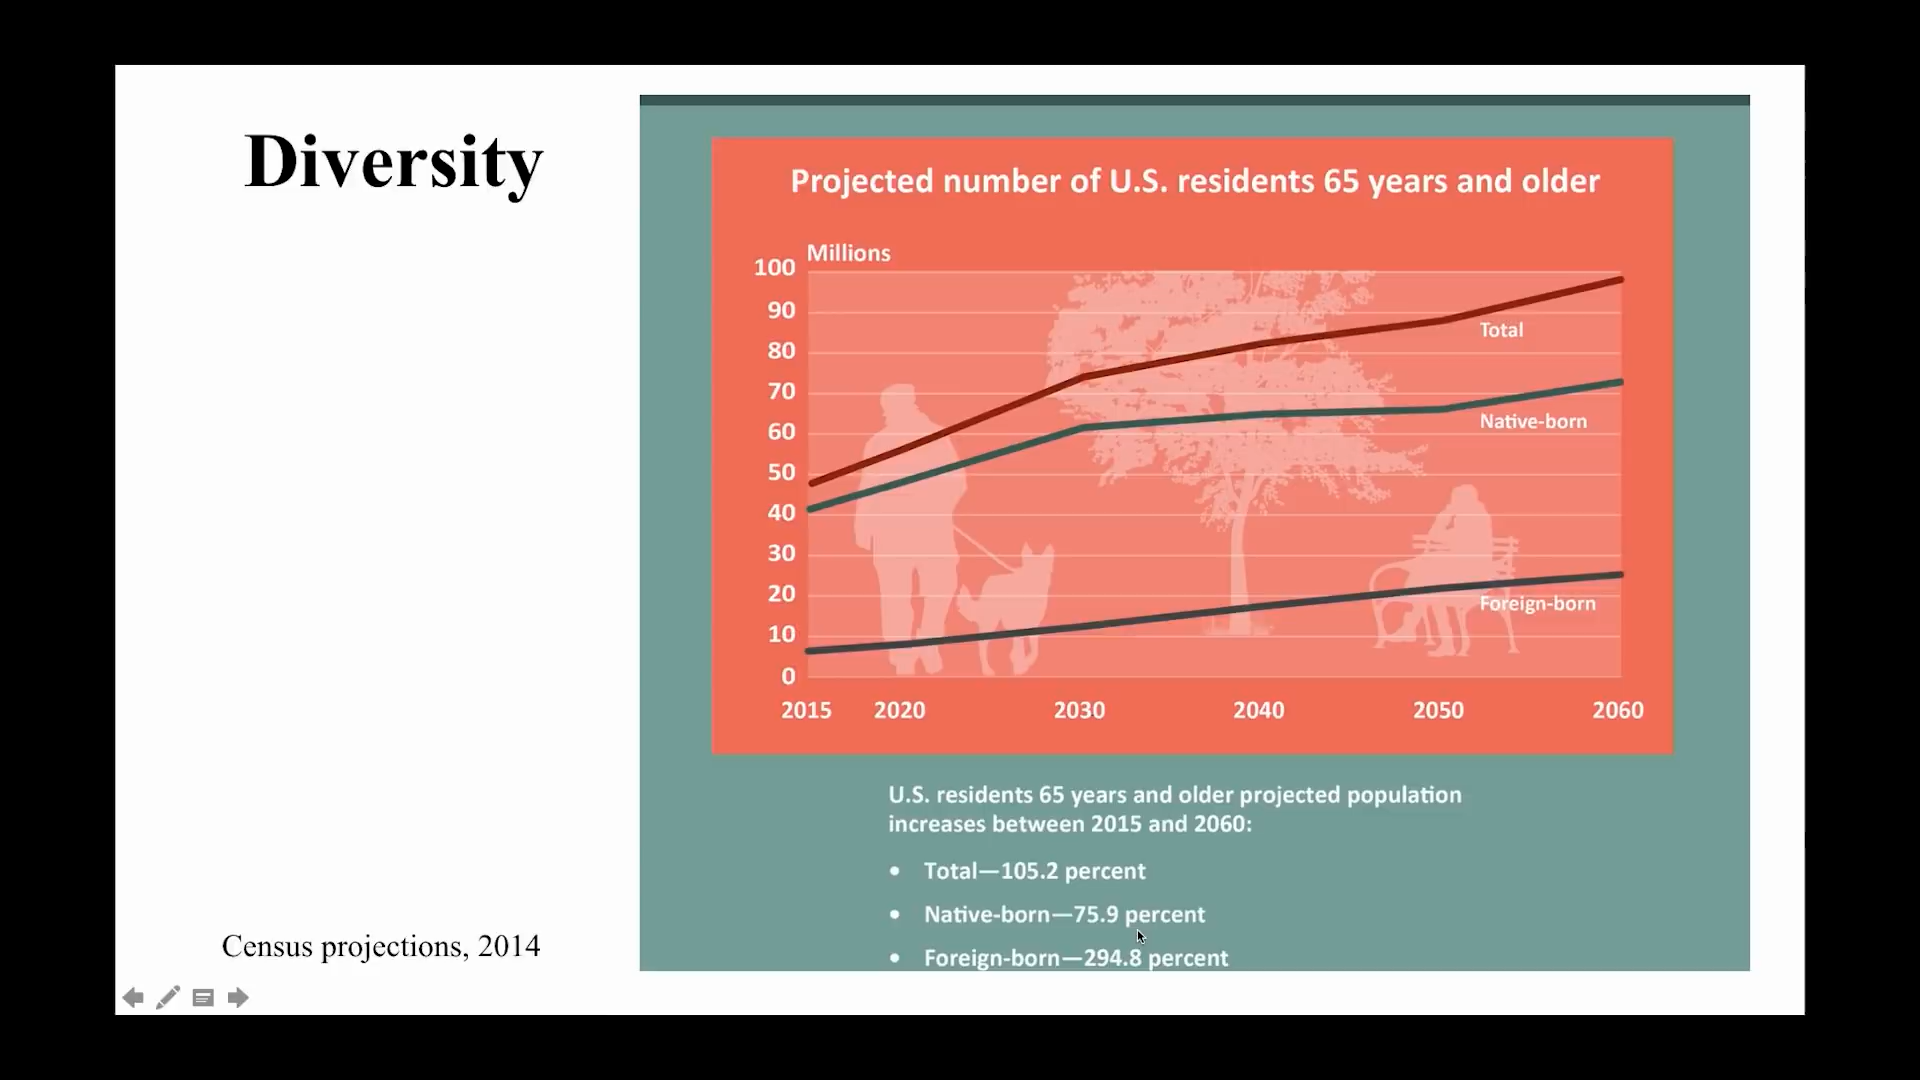 Diversity
Projected number of U.S. residents 65 years and older
Millions
100
90
80
70
60
50
40
30
20
10
0
Total
Native-born
Foreign-born
2015 2020 2030 2040 2050 2060
U.S. residents 65 years and older projected population
increases between 2015 and 2060:
• Total—105.2 percent
• Native-born—75.9 percent
• Foreign-born—294.8 percent
Census projections, 2014